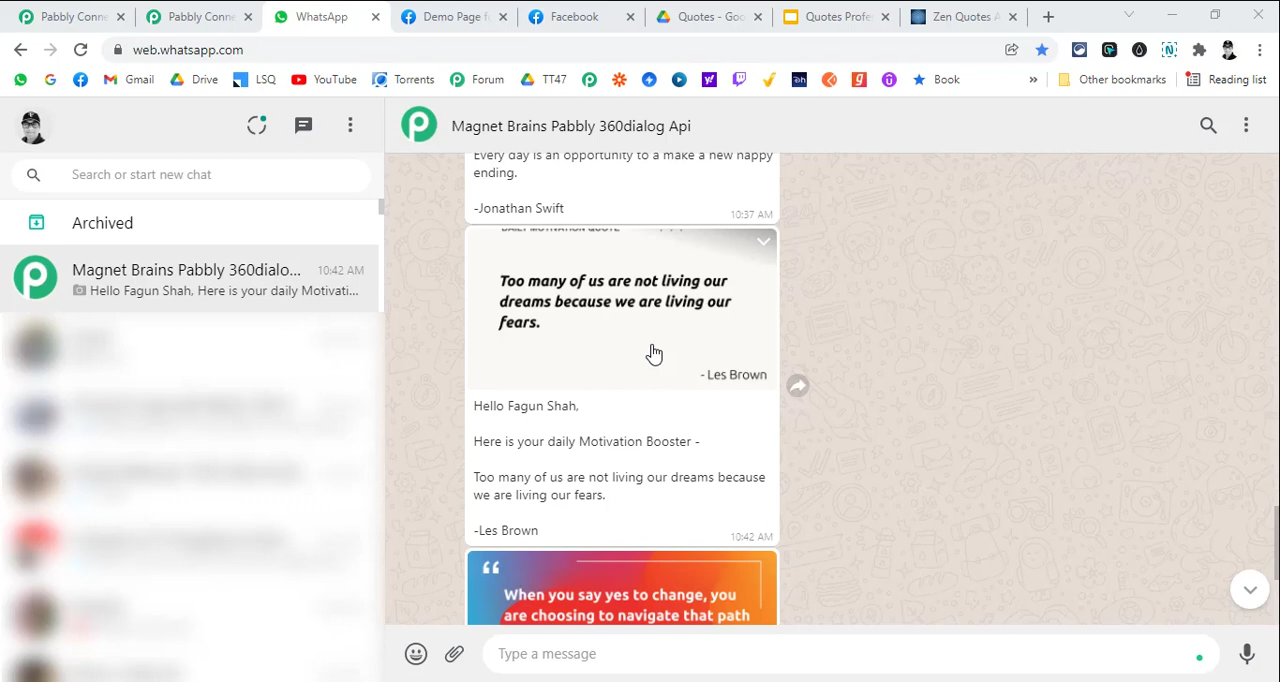 Pabbly Conne
Pabbly Conne
WhatsApp
Demo Page f
Facebook
Quotes - Goo
Quotes Profe
Zen Quotes A
web.whatsapp.com
Gmail
Drive
LSQ
YouTube
Torrents
Forum
TT47
Book
Other bookmarks
Reading list
Magnet Brains Pabbly 360dialog Api
Search or start new chat
Archived
Magnet Brains Pabbly 360dialo...
10:42 AM
Hello Fagun Shah, Here is your daily Motivati...
Every day is an opportunity to a make a new happy
ending.
-Jonathan Swift
10:37 AM
DAILY MOTIVATION QUOTE
Too many of us are not living our
dreams because we are living our
fears.
- Les Brown
Hello Fagun Shah,
Here is your daily Motivation Booster -
Too many of us are not living our dreams because
we are living our fears.
-Les Brown
10:42 AM
When you say yes to change, you
are choosing to navigate that path
Type a message